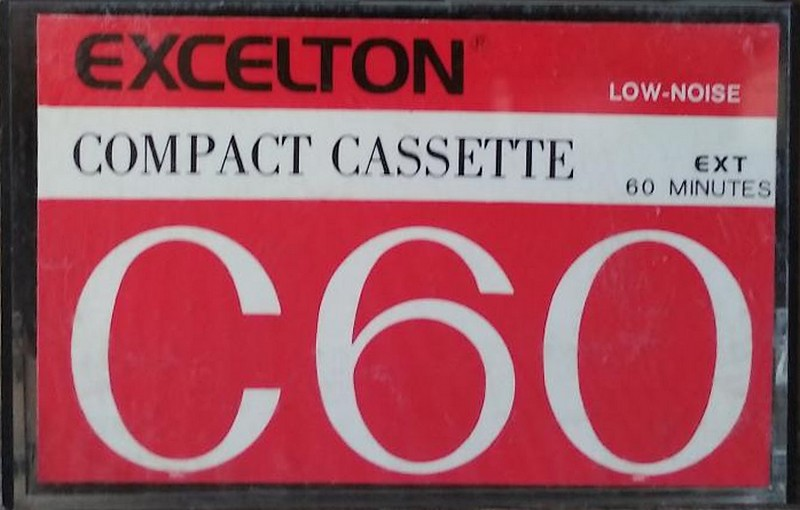 EXCELTON®
LOW-NOISE
COMPACT CASSETTE
EXT
60 MINUTES
C60